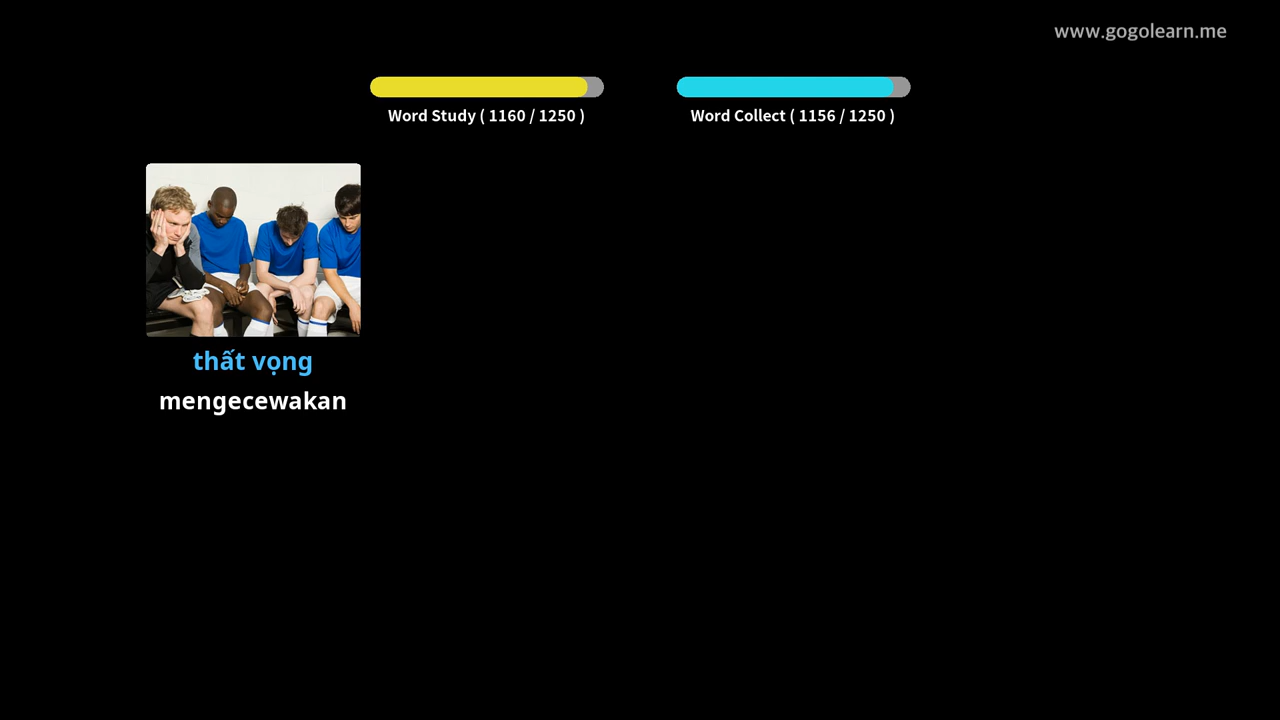 www.gogolearn.me
Word Study ( 1160 / 1250 )
Word Collect ( 1156 / 1250 )
thất vọng
mengecewakan